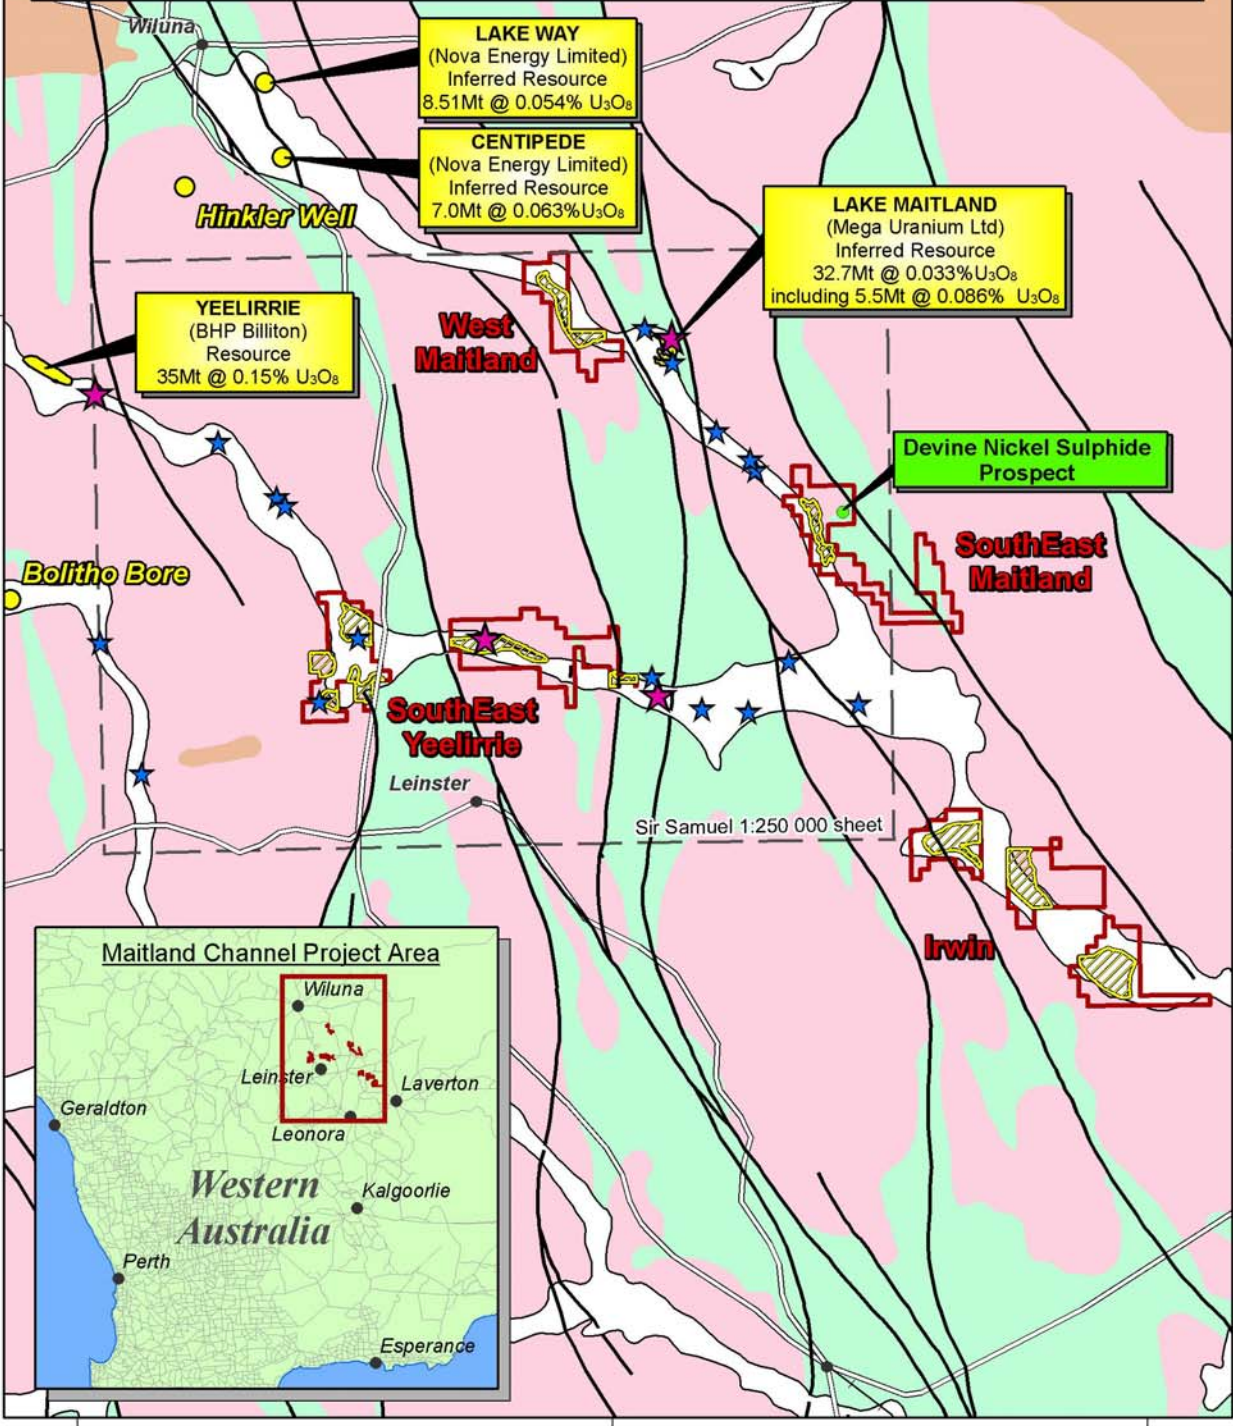 Wiluna
LAKE WAY
(Nova Energy Limited)
Inferred Resource
8.51Mt @ 0.054% U₃O₈
CENTIPEDE
(Nova Energy Limited)
Inferred Resource
7.0Mt @ 0.063%U₃O₈
Hinkler Well
LAKE MAITLAND
(Mega Uranium Ltd)
Inferred Resource
32.7Mt @ 0.033%U₃O₈
including 5.5Mt @ 0.086% U₃O₈
YEELIRRIE
(BHP Billiton)
Resource
35Mt @ 0.15% U₃O₈
West
Maitland
Devine Nickel Sulphide
Prospect
SouthEast
Maitland
Bolitho Bore
SouthEast
Yeelirrie
Leinster
Sir Samuel 1:250 000 sheet
Irwin
Maitland Channel Project Area
Wiluna
Leinster
Laverton
Geraldton
Leonora
Western
Australia
Kalgoorlie
Perth
Esperance